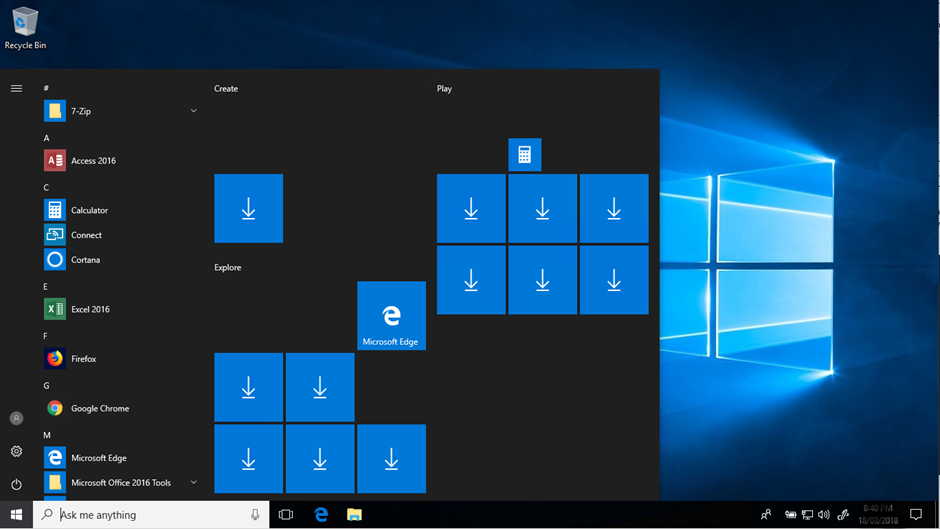 Recycle Bin
#
7-Zip
A
Access 2016
C
Calculator
Connect
Cortana
E
Excel 2016
F
Firefox
G
Google Chrome
M
Microsoft Edge
Microsoft Office 2016 Tools
Create
Explore
Microsoft Edge
Play
Ask me anything
8:40 PM
18/03/2018